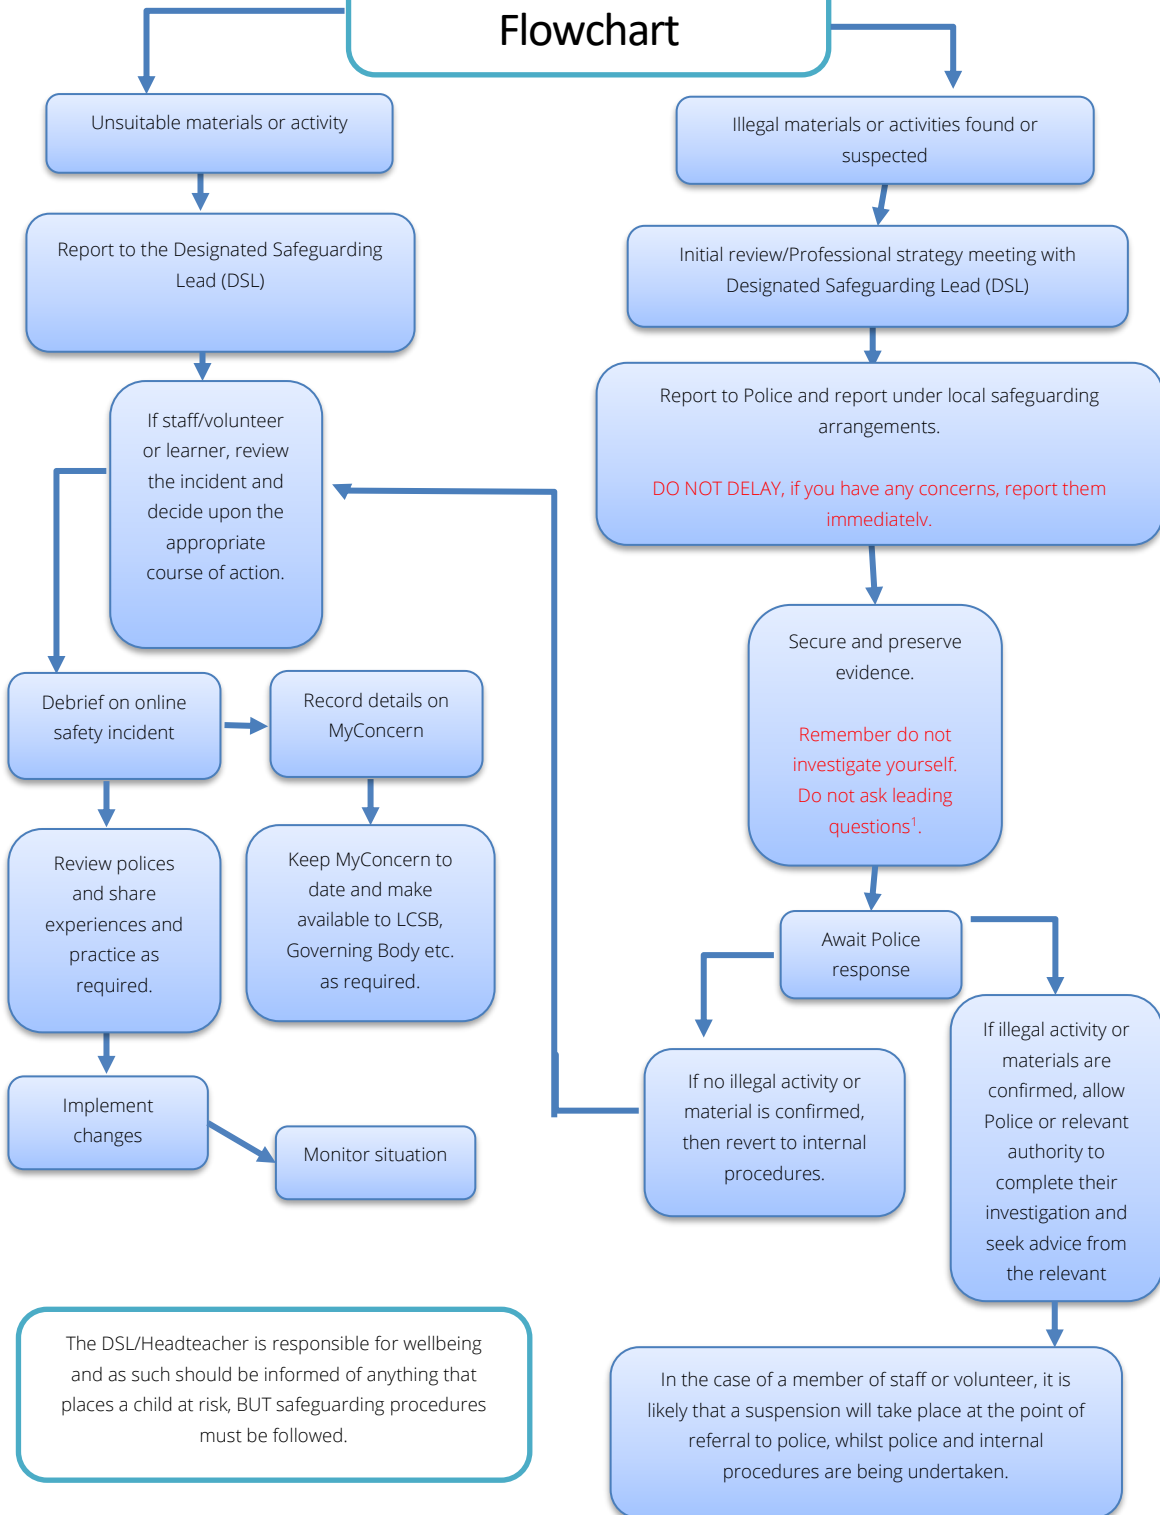 Flowchart
Unsuitable materials or activity
Report to the Designated Safeguarding
Lead (DSL)
If staff/volunteer
or learner, review
the incident and
decide upon the
appropriate
course of action.
Debrief on online
safety incident
Record details on
MyConcern
Review polices
and share
experiences and
practice as
required.
Keep MyConcern to
date and make
available to LCSB,
Governing Body etc.
as required.
Implement
changes
Monitor situation
Illegal materials or activities found or
suspected
Initial review/Professional strategy meeting with
Designated Safeguarding Lead (DSL)
Report to Police and report under local safeguarding
arrangements.
DO NOT DELAY, if you have any concerns, report them
immediately.
Secure and preserve
evidence.
Remember do not
investigate yourself.
Do not ask leading
questions¹.
Await Police
response
If no illegal activity or
material is confirmed,
then revert to internal
procedures.
If illegal activity or
materials are
confirmed, allow
Police or relevant
authority to
complete their
investigation and
seek advice from
the relevant
In the case of a member of staff or volunteer, it is
likely that a suspension will take place at the point of
referral to police, whilst police and internal
procedures are being undertaken.
The DSL/Headteacher is responsible for wellbeing
and as such should be informed of anything that
places a child at risk, BUT safeguarding procedures
must be followed.